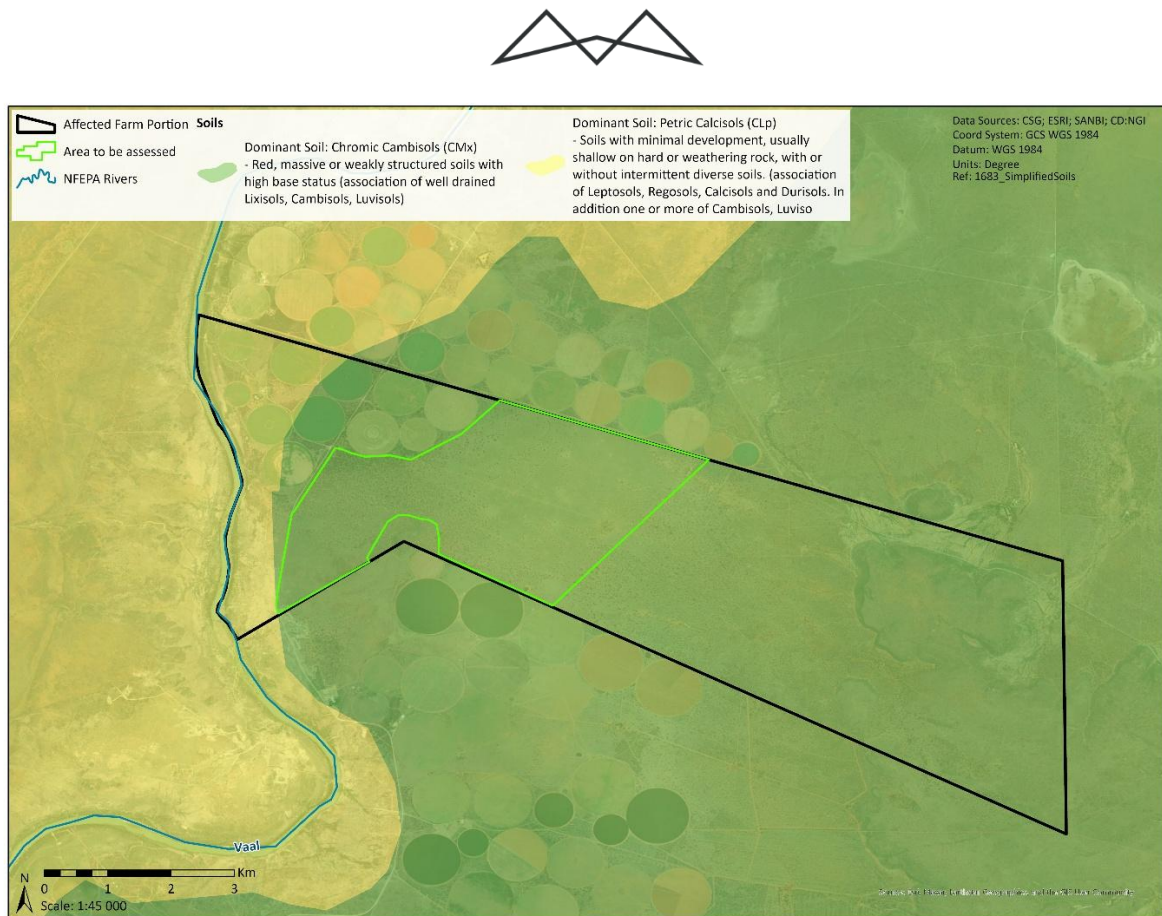 Affected Farm Portion
Area to be assessed
NFEPA Rivers
Soils
Dominant Soil: Chromic Cambisols (CMx)
- Red, massive or weakly structured soils with
high base status (association of well drained
Lixisols, Cambisols, Luvisols)
Dominant Soil: Petric Calcisols (CLp)
- Soils with minimal development, usually
shallow on hard or weathering rock, with or
without intermittent diverse soils. (association
of Leptosols, Regosols, Calcisols and Durisols. In
addition one or more of Cambisols, Luviso
Data Sources: CSG; ESRI; SANBI; CD:NGI
Coord System: GCS WGS 1984
Datum: WGS 1984
Units: Degree
Ref: 1683_SimplifiedSoils
Vaal
N
Km
0 1 2 3
Scale: 1:45 000